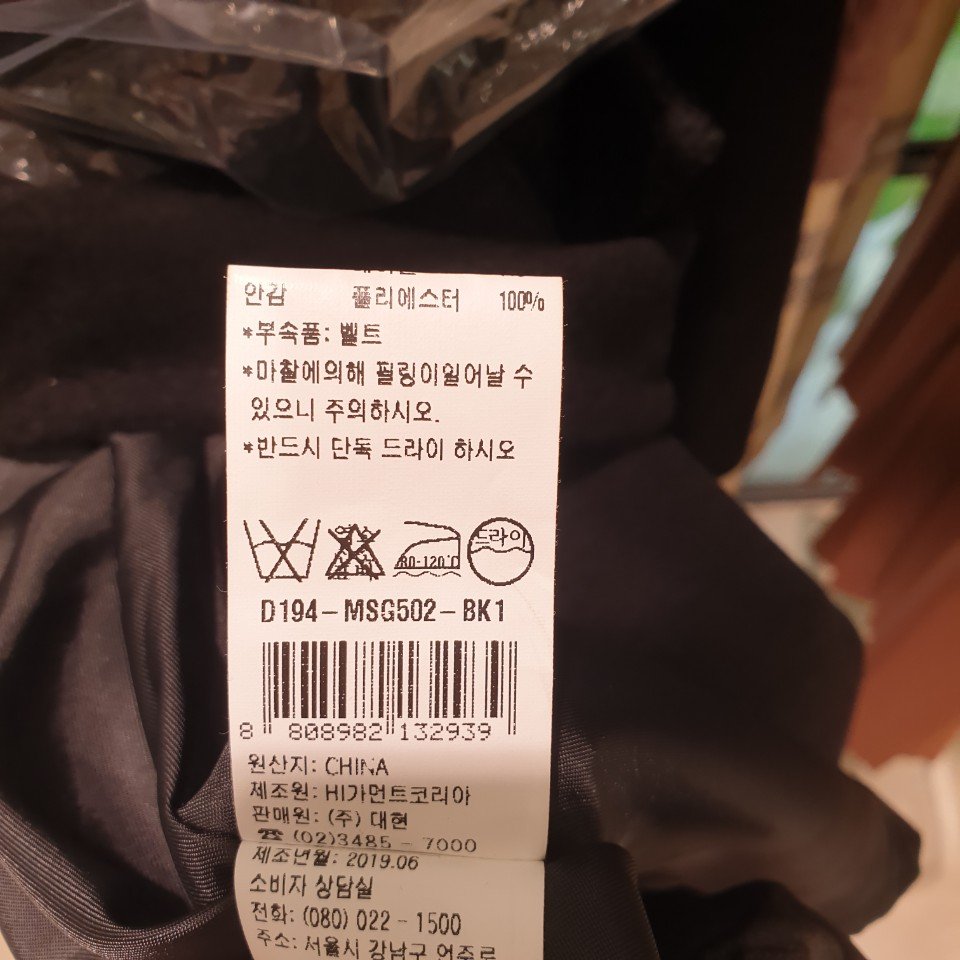 안감 폴리에스터 100%
*부속품: 벨트
*마찰에의해 필링이일어날 수
있으니 주의하시오.
*반드시 단독 드라이 하시오
80-120℃ 드라이
D194-MSG502-BK1
8 808982 132939
원산지: CHINA
제조원: HI가먼트코리아
판매원: (주) 대현
☎ (02)3485-7000
제조년월: 2019.06
소비자 상담실
전화: (080) 022-1500
주소: 서울시 강남구 언주로